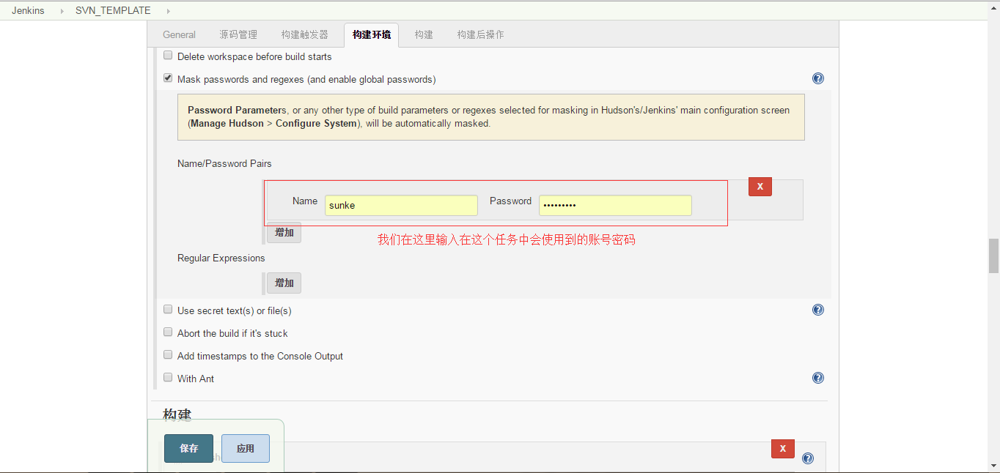 Jenkins SVN_TEMPLATE
General 源码管理 构建触发器 构建环境 构建 构建后操作
Delete workspace before build starts
Mask passwords and regexes (and enable global passwords)
Password Parameters, or any other type of build parameters or regexes selected for masking in Hudson's/Jenkins' main configuration screen
(Manage Hudson > Configure System), will be automatically masked.
Name/Password Pairs
X
Name sunke Password •••••••••
增加
我们在这里输入在这个任务中会使用到的账号密码
Regular Expressions
增加
Use secret text(s) or file(s)
Abort the build if it's stuck
Add timestamps to the Console Output
With Ant
构建
保存 应用 X